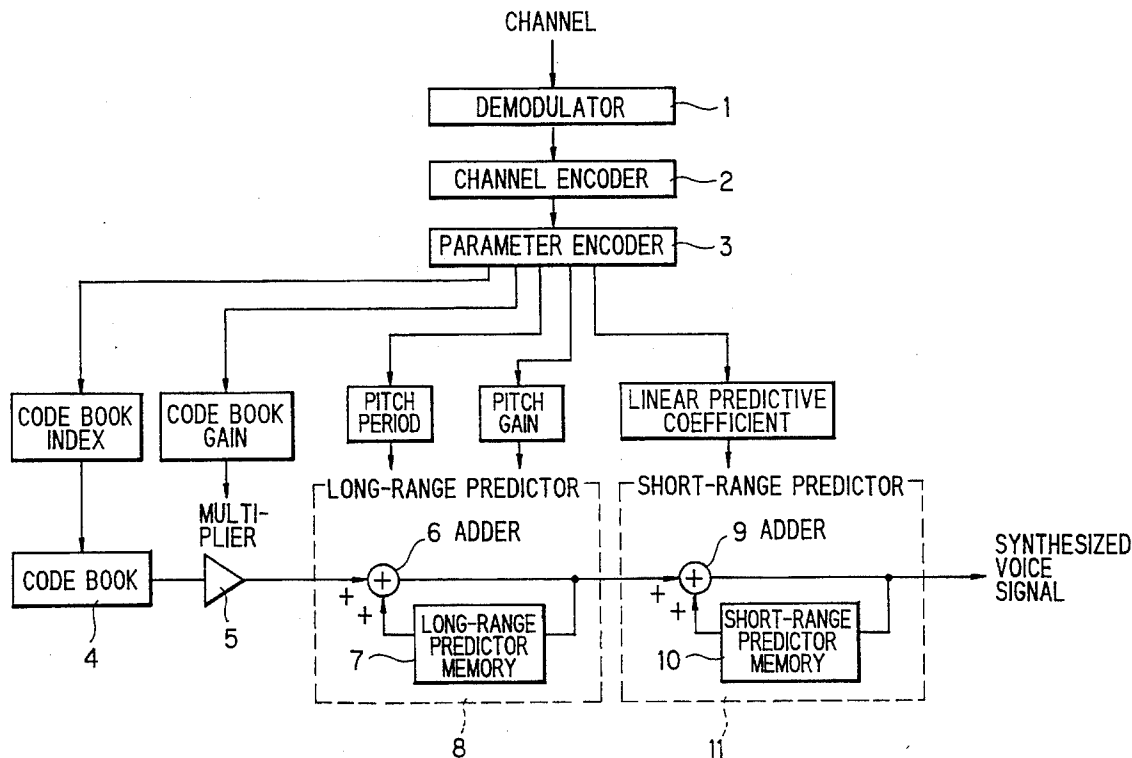 CHANNEL
DEMODULATOR
1
CHANNEL ENCODER
2
PARAMETER ENCODER
3
CODE BOOK
INDEX
CODE BOOK
GAIN
PITCH
PERIOD
PITCH
GAIN
LINEAR PREDICTIVE
COEFFICIENT
MULTI-
PLIER
LONG-RANGE PREDICTOR
SHORT-RANGE PREDICTOR
6 ADDER
9 ADDER
CODE BOOK
4
5
+
+
+
LONG-RANGE
PREDICTOR
MEMORY
7
8
+
+
+
SHORT-RANGE
PREDICTOR
MEMORY
10
11
SYNTHESIZED
VOICE
SIGNAL